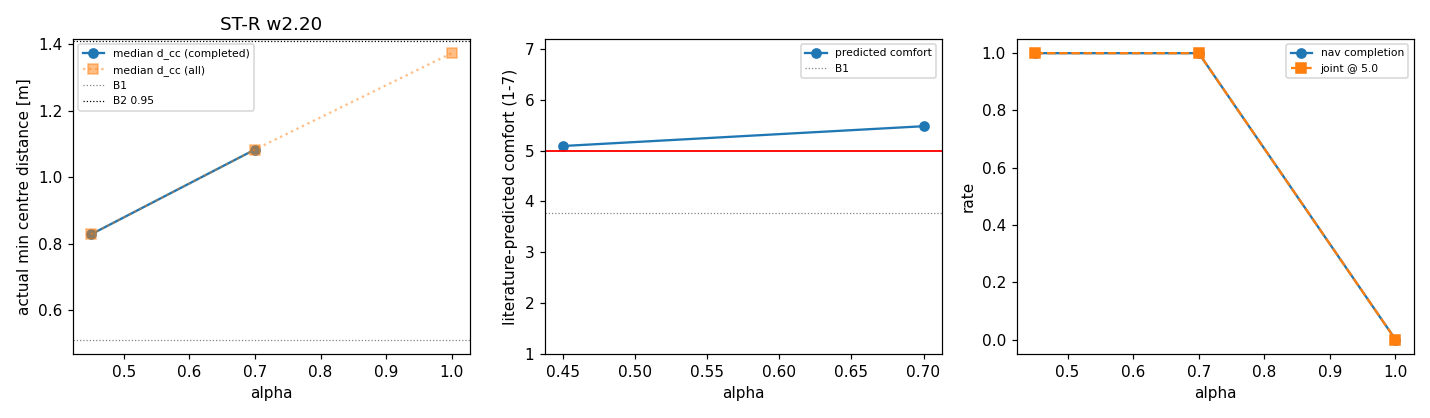 ST-R w2.20
median d_cc (completed)
median d_cc (all)
B1
B2 0.95
actual min centre distance [m]
1.4
1.2
1.0
0.8
0.6
0.5 0.6 0.7 0.8 0.9 1.0
alpha
predicted comfort
B1
literature-predicted comfort (1-7)
7
6
5
4
3
2
1
0.45 0.50 0.55 0.60 0.65 0.70
alpha
nav completion
joint @ 5.0
rate
1.0
0.8
0.6
0.4
0.2
0.0
0.5 0.6 0.7 0.8 0.9 1.0
alpha